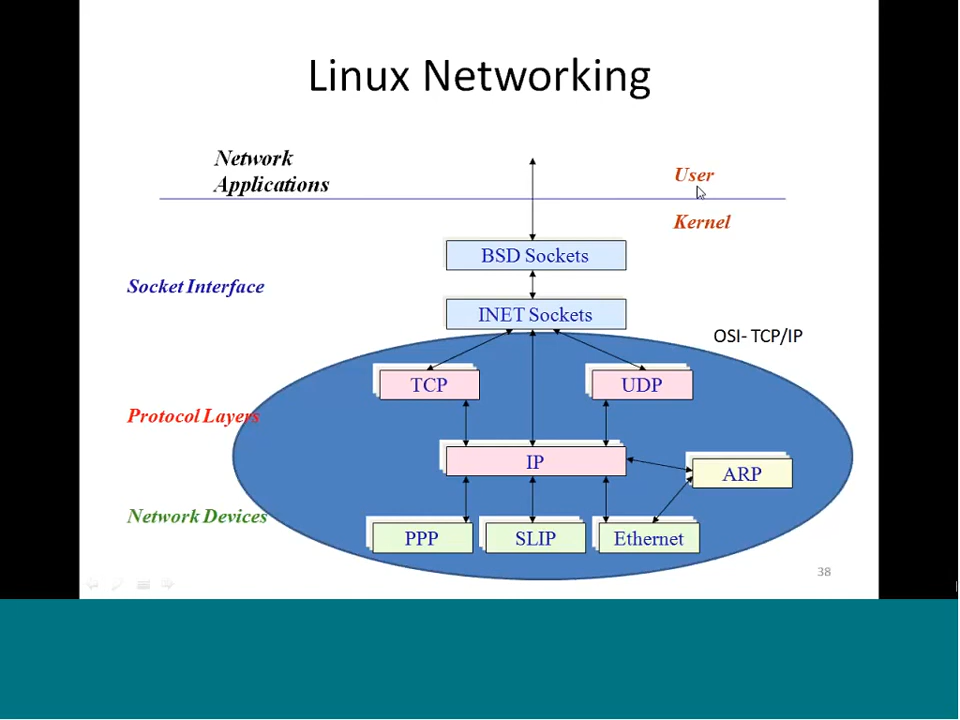 Linux Networking
Network
Applications
User
Kernel
BSD Sockets
Socket Interface
INET Sockets
OSI- TCP/IP
TCP
UDP
Protocol Layers
IP
ARP
Network Devices
PPP
SLIP
Ethernet
38